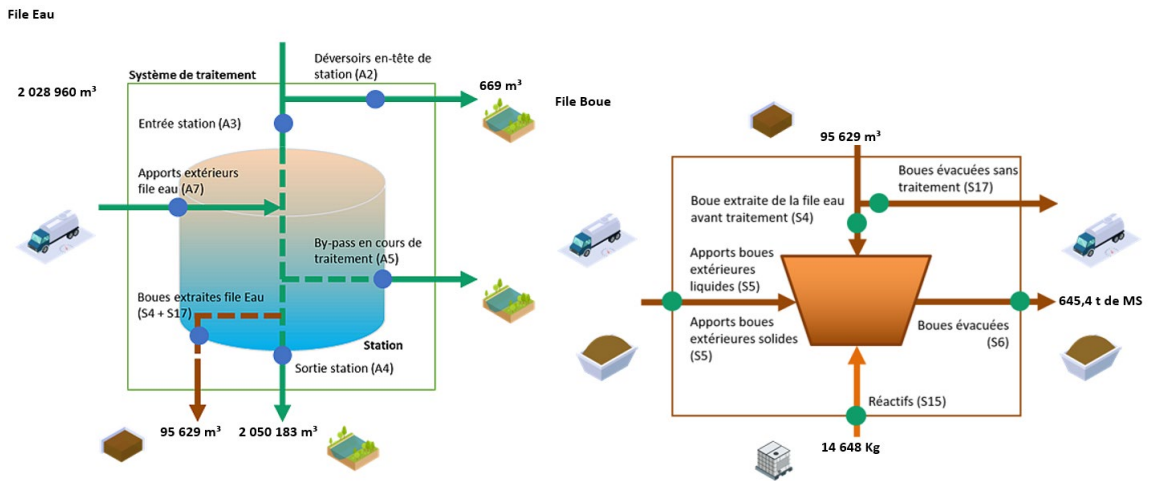 File Eau
Système de traitement
2 028 960 m³
Déversoirs en-tête de
station (A2)
669 m³
Entrée station (A3)
Apports extérieurs
file eau (A7)
By-pass en cours de
traitement (A5)
Boues extraites file Eau
(S4 + S17)
Station
Sortie station (A4)
95 629 m³
2 050 183 m³
File Boue
95 629 m³
Boues évacuées sans
traitement (S17)
Boue extraite de la file eau
avant traitement (S4)
Apports boues
extérieures
liquides (S5)
Apports boues
extérieures solides
(S5)
645,4 t de MS
Boues évacuées
(S6)
Réactifs (S15)
14 648 Kg